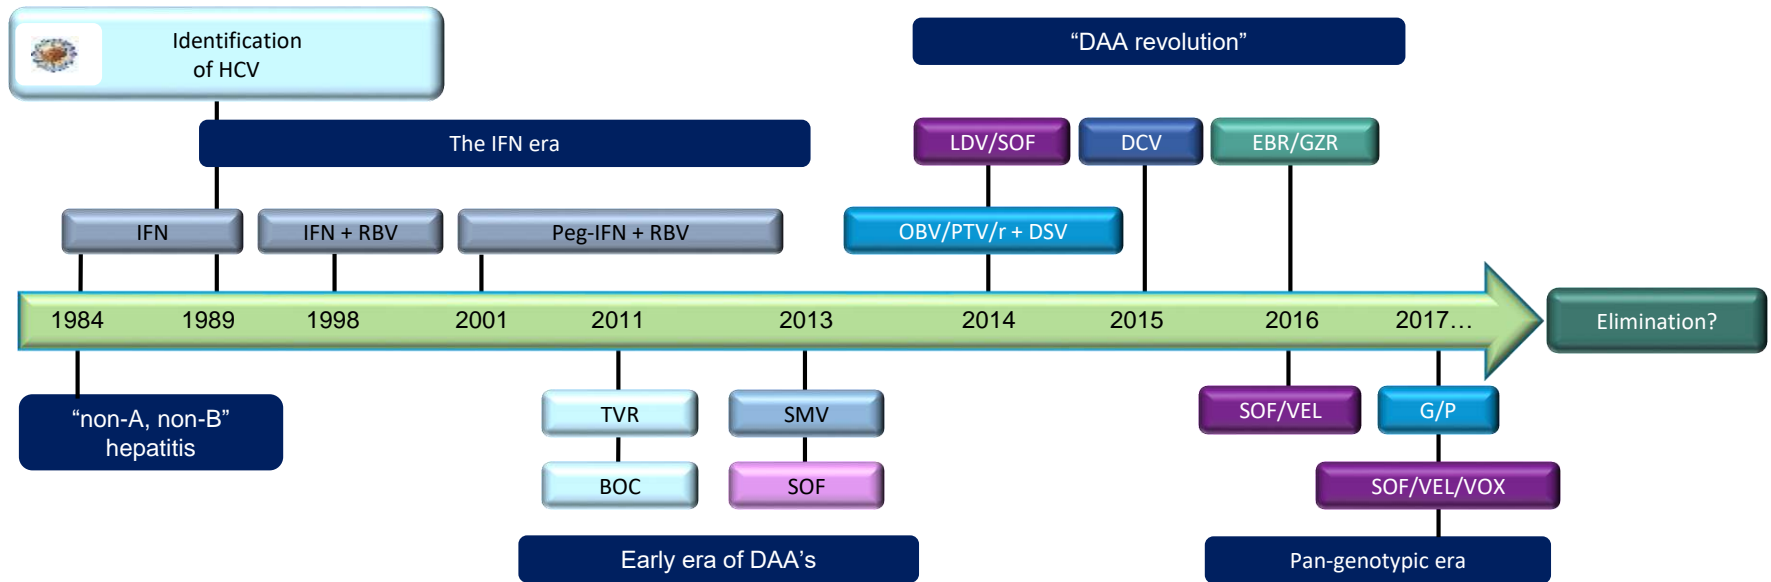 Identification
of HCV
“DAA revolution”
The IFN era
LDV/SOF
DCV
EBR/GZR
IFN
IFN + RBV
Peg-IFN + RBV
OBV/PTV/r + DSV
1984
1989
1998
2001
2011
2013
2014
2015
2016
2017…
Elimination?
“non-A, non-B”
hepatitis
TVR
SMV
SOF/VEL
G/P
BOC
SOF
SOF/VEL/VOX
Early era of DAA’s
Pan-genotypic era